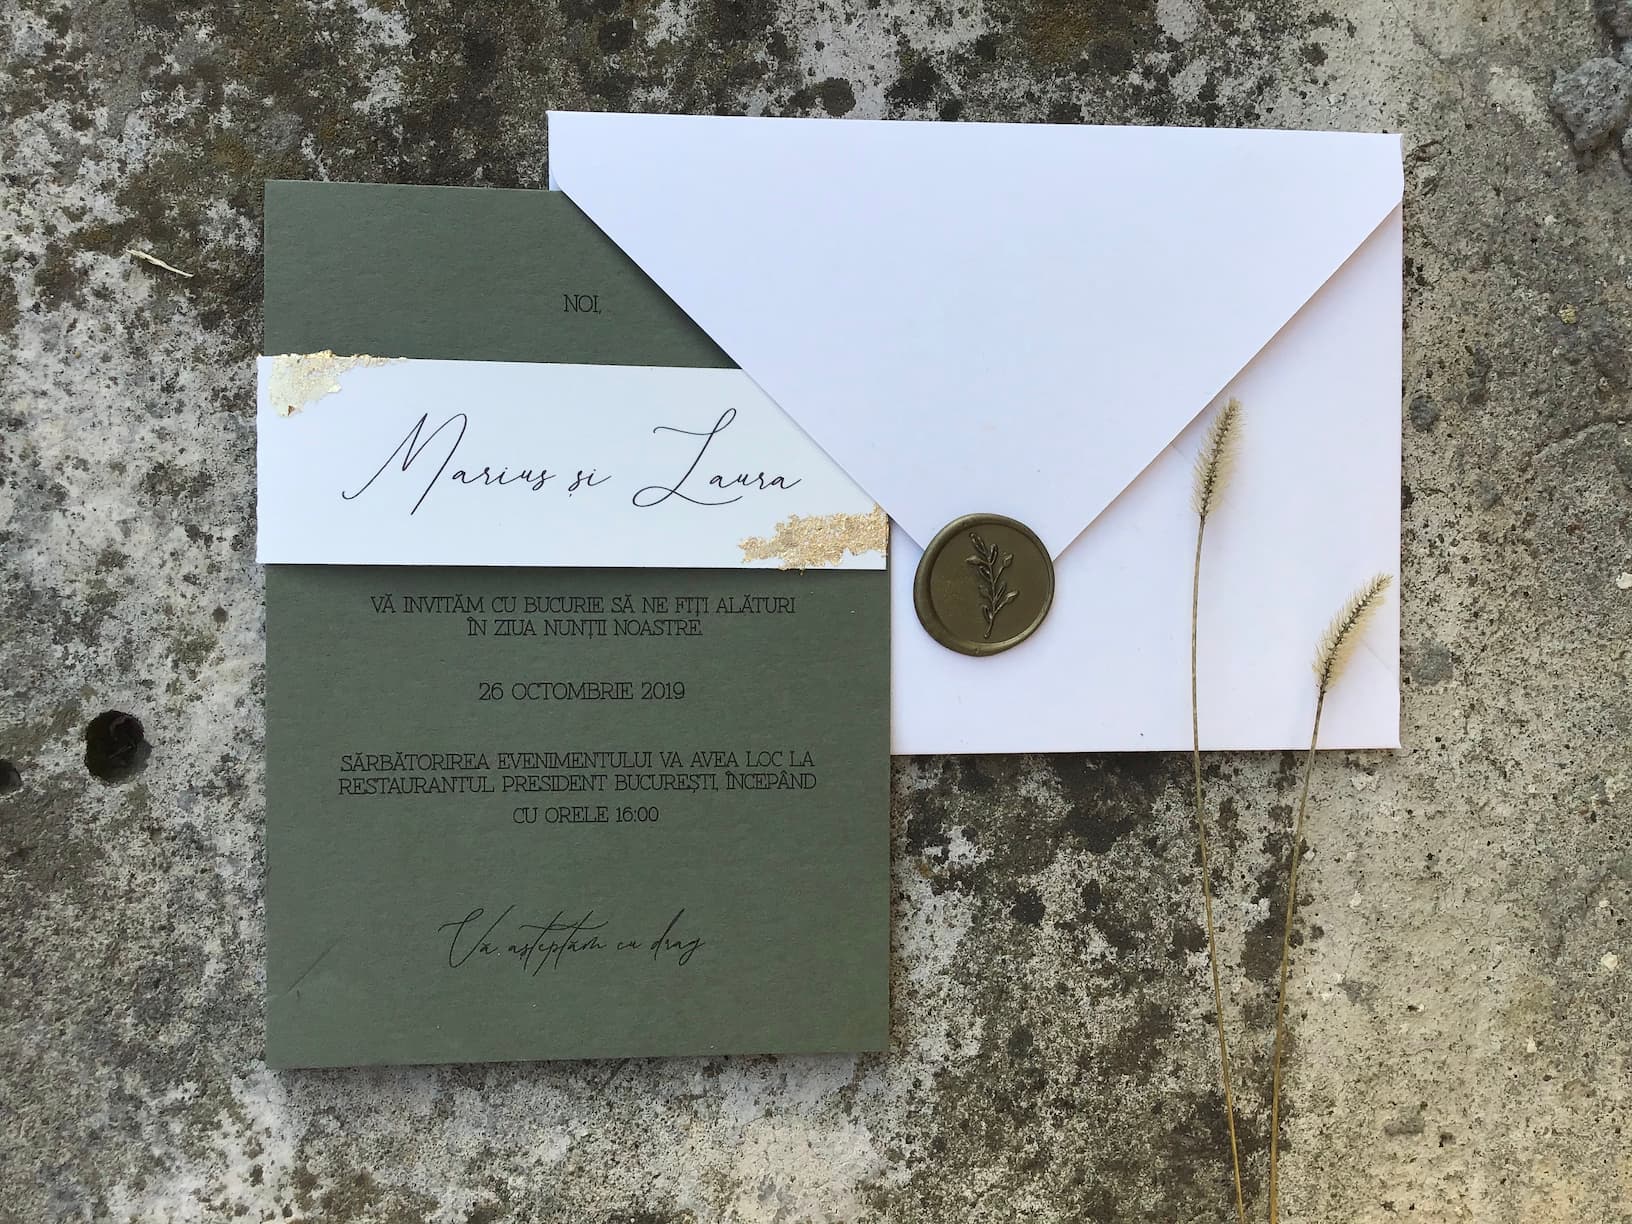 NOI,
Marius și Laura
VĂ INVITĂM CU BUCURIE SĂ NE FIȚI ALĂTURI
ÎN ZIUA NUNȚII NOASTRE.
26 OCTOMBRIE 2019
SĂRBĂTORIREA EVENIMENTULUI VA AVEA LOC LA
RESTAURANTUL PRESIDENT BUCUREȘTI, ÎNCEPÂND
CU ORELE 16:00
Vă așteptăm cu drag